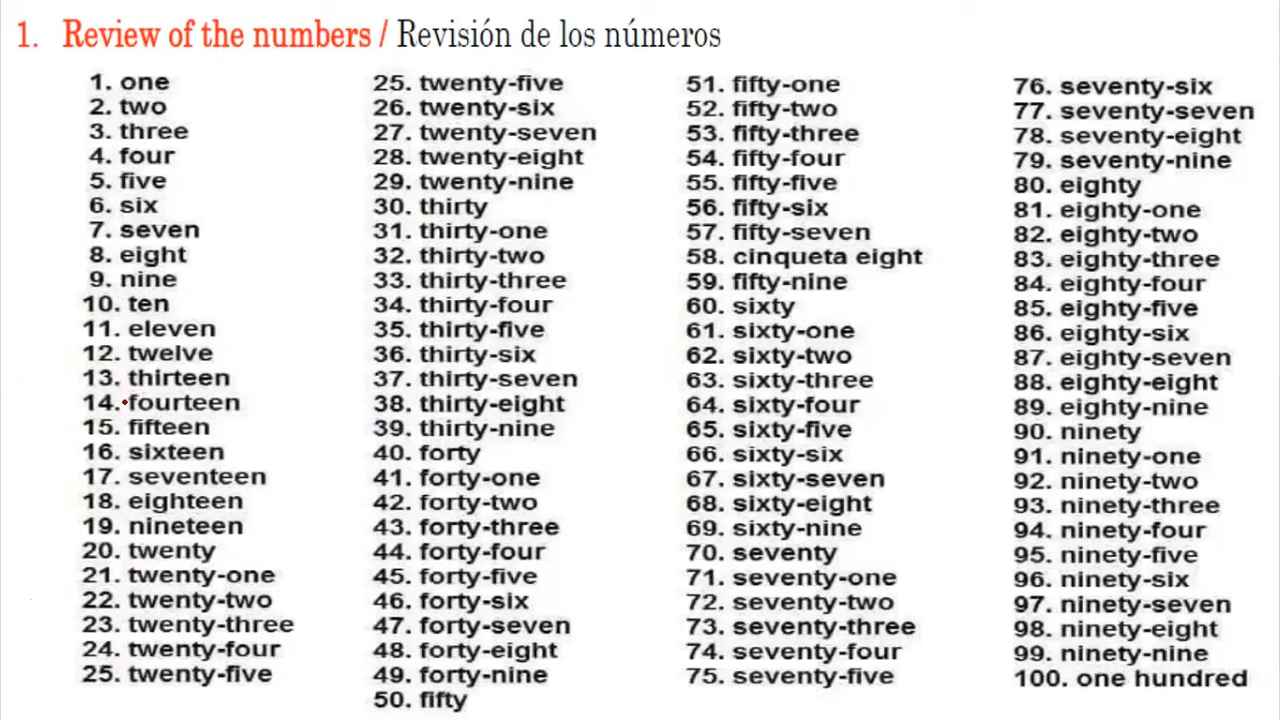 1. Review of the numbers / Revisión de los números
1. one
2. two
3. three
4. four
5. five
6. six
7. seven
8. eight
9. nine
10. ten
11. eleven
12. twelve
13. thirteen
14. fourteen
15. fifteen
16. sixteen
17. seventeen
18. eighteen
19. nineteen
20. twenty
21. twenty-one
22. twenty-two
23. twenty-three
24. twenty-four
25. twenty-five
25. twenty-five
26. twenty-six
27. twenty-seven
28. twenty-eight
29. twenty-nine
30. thirty
31. thirty-one
32. thirty-two
33. thirty-three
34. thirty-four
35. thirty-five
36. thirty-six
37. thirty-seven
38. thirty-eight
39. thirty-nine
40. forty
41. forty-one
42. forty-two
43. forty-three
44. forty-four
45. forty-five
46. forty-six
47. forty-seven
48. forty-eight
49. forty-nine
50. fifty
51. fifty-one
52. fifty-two
53. fifty-three
54. fifty-four
55. fifty-five
56. fifty-six
57. fifty-seven
58. cinqueta eight
59. fifty-nine
60. sixty
61. sixty-one
62. sixty-two
63. sixty-three
64. sixty-four
65. sixty-five
66. sixty-six
67. sixty-seven
68. sixty-eight
69. sixty-nine
70. seventy
71. seventy-one
72. seventy-two
73. seventy-three
74. seventy-four
75. seventy-five
76. seventy-six
77. seventy-seven
78. seventy-eight
79. seventy-nine
80. eighty
81. eighty-one
82. eighty-two
83. eighty-three
84. eighty-four
85. eighty-five
86. eighty-six
87. eighty-seven
88. eighty-eight
89. eighty-nine
90. ninety
91. ninety-one
92. ninety-two
93. ninety-three
94. ninety-four
95. ninety-five
96. ninety-six
97. ninety-seven
98. ninety-eight
99. ninety-nine
100. one hundred